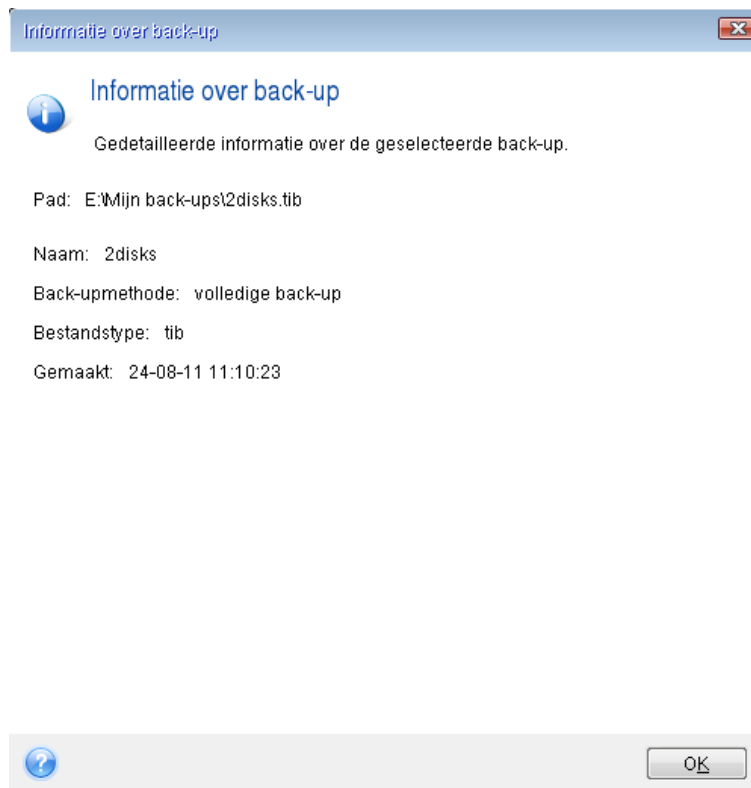 Informatie over back-up
Informatie over back-up
Gedetailleerde informatie over de geselecteerde back-up.
Pad: E:\Mijn back-ups\2disks.tib
Naam: 2disks
Back-upmethode: volledige back-up
Bestandstype: tib
Gemaakt: 24-08-11 11:10:23
OK